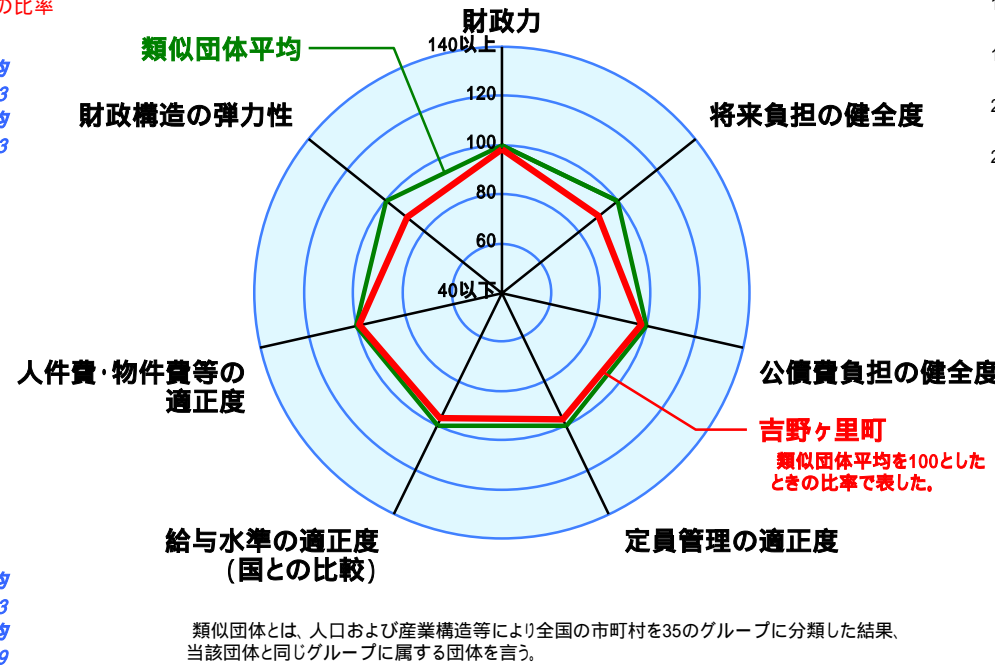 の比率
財政力
140以上
類似団体平均
均
3
均
3
120
財政構造の弾力性
将来負担の健全度
100
80
60
40以下
人件費・物件費等の
適正度
公債費負担の健全度
吉野ヶ里町
類似団体平均を100とした
ときの比率で表した。
給与水準の適正度
(国との比較)
定員管理の適正度
均
3
均
9
類似団体とは、人口および産業構造等により全国の市町村を35のグループに分類した結果、
当該団体と同じグループに属する団体を言う。